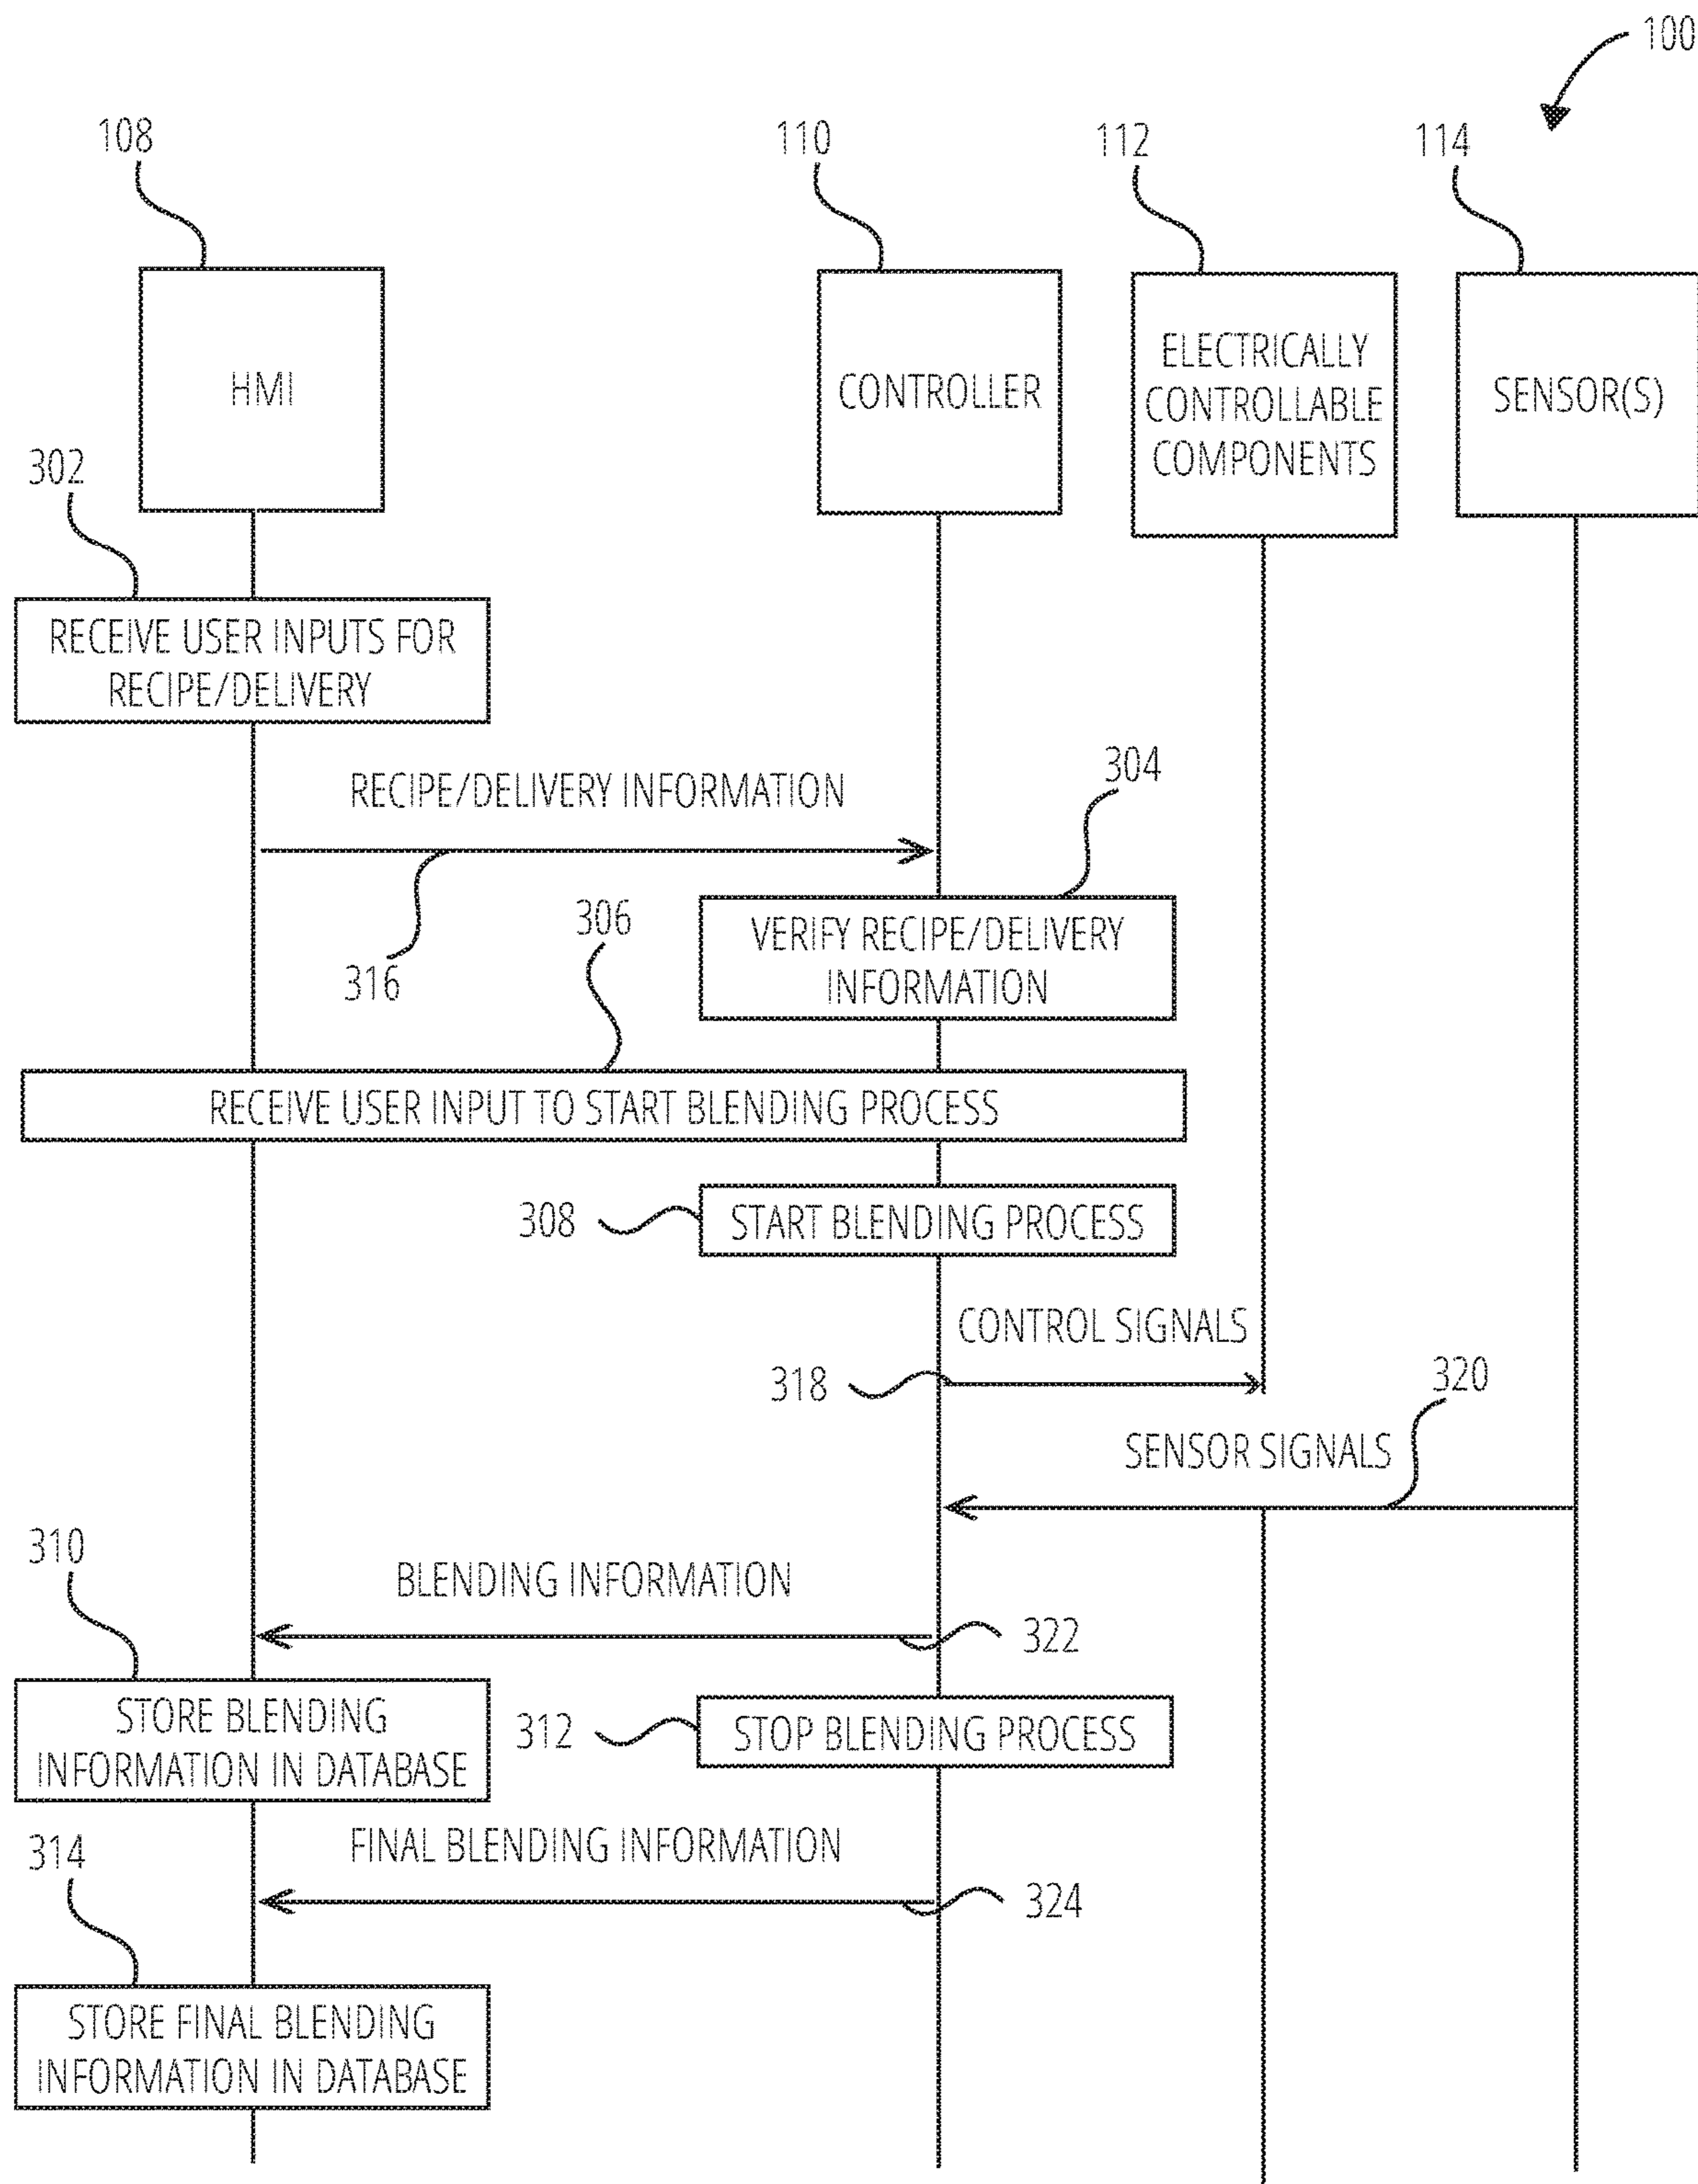 100
108
110
112
114
HMI
CONTROLLER
ELECTRICALLY
CONTROLLABLE
COMPONENTS
SENSOR(S)
302
RECEIVE USER INPUTS FOR
RECIPE/DELIVERY
RECIPE/DELIVERY INFORMATION
304
316
306
VERIFY RECIPE/DELIVERY
INFORMATION
RECEIVE USER INPUT TO START BLENDING PROCESS
308
START BLENDING PROCESS
CONTROL SIGNALS
318
320
SENSOR SIGNALS
310
BLENDING INFORMATION
322
STORE BLENDING
INFORMATION IN DATABASE
312
STOP BLENDING PROCESS
314
FINAL BLENDING INFORMATION
324
STORE FINAL BLENDING
INFORMATION IN DATABASE